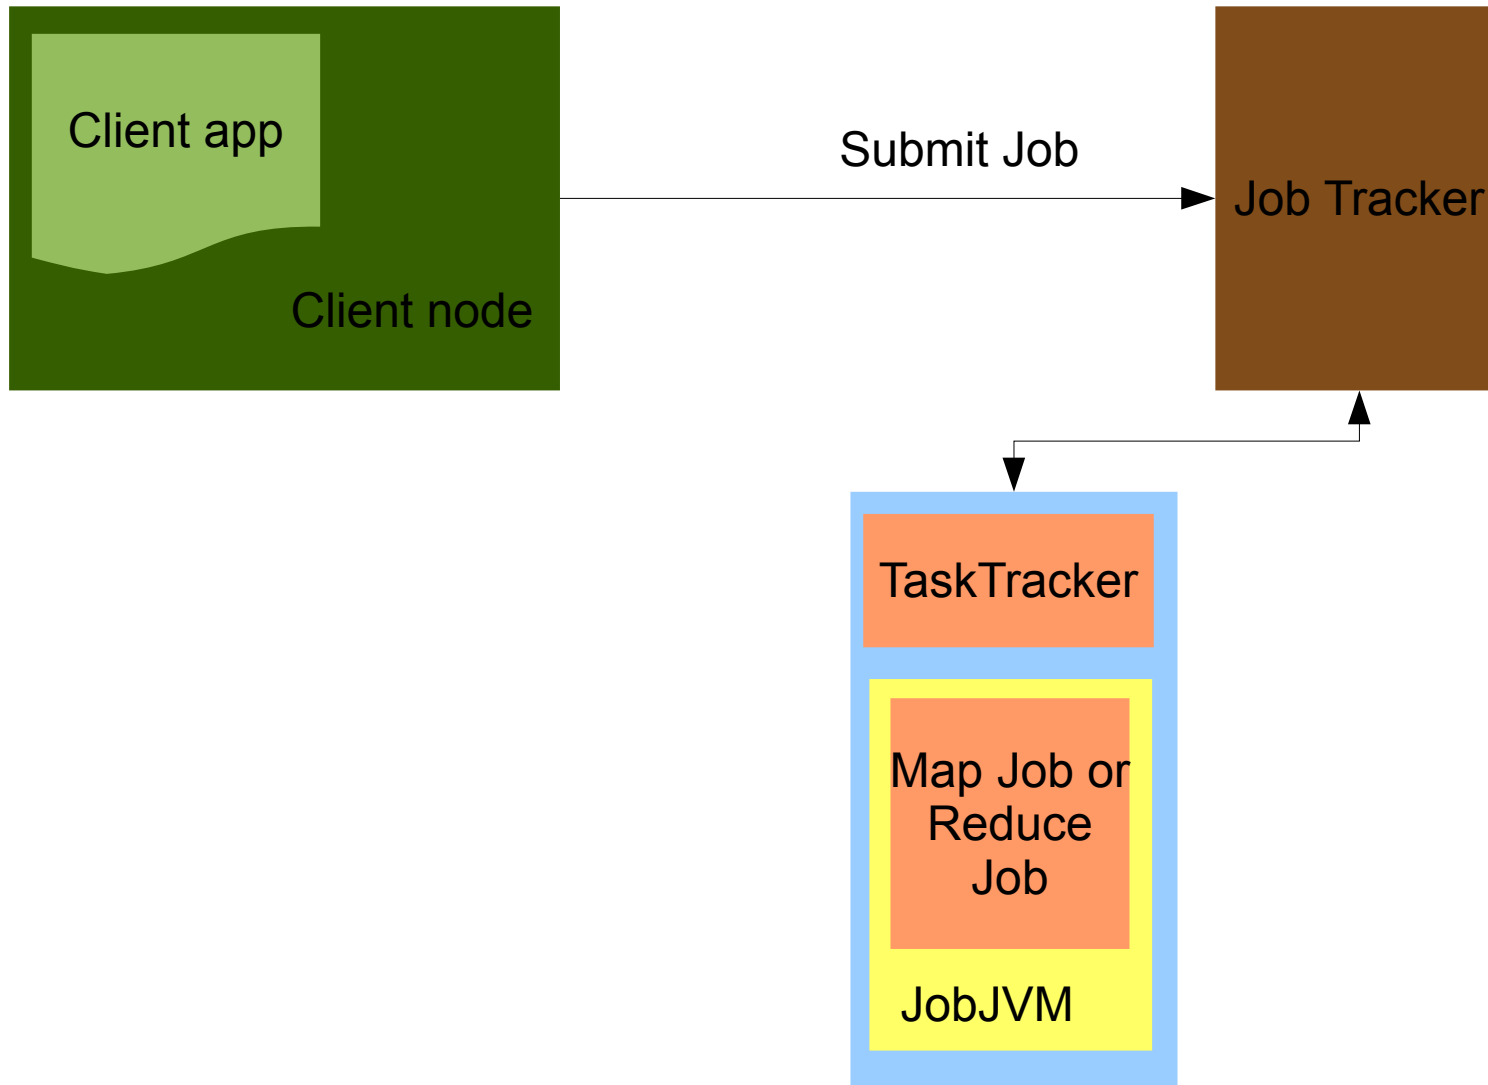 Client app
Submit Job
Job Tracker
Client node
TaskTracker
Map Job or
Reduce
Job
JobJVM